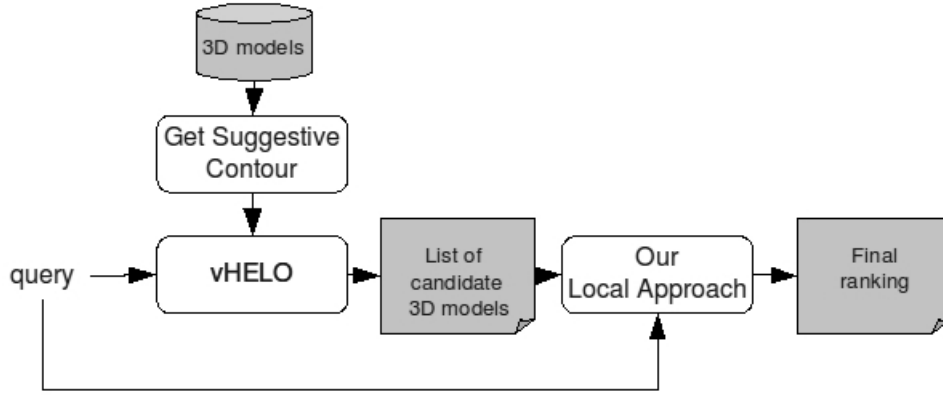 3D models
Get Suggestive
Contour
query
vHELO
List of
candidate
3D models
Our
Local Approach
Final
ranking